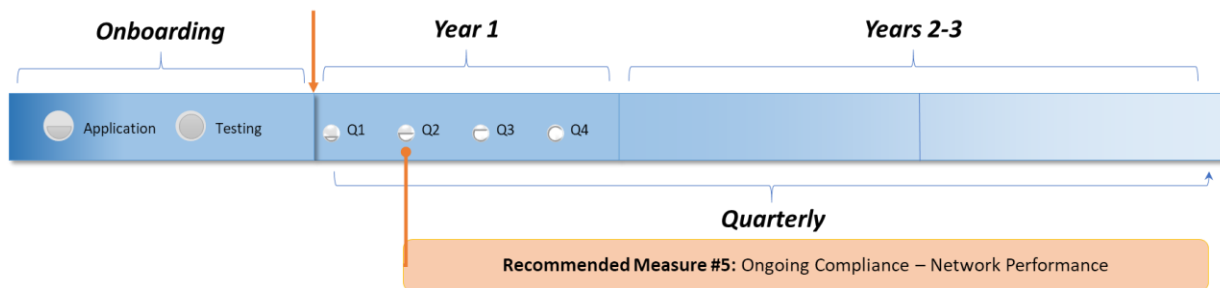 Onboarding
Year 1
Years 2-3
Application
Testing
Q1
Q2
Q3
Q4
Quarterly
Recommended Measure #5: Ongoing Compliance – Network Performance